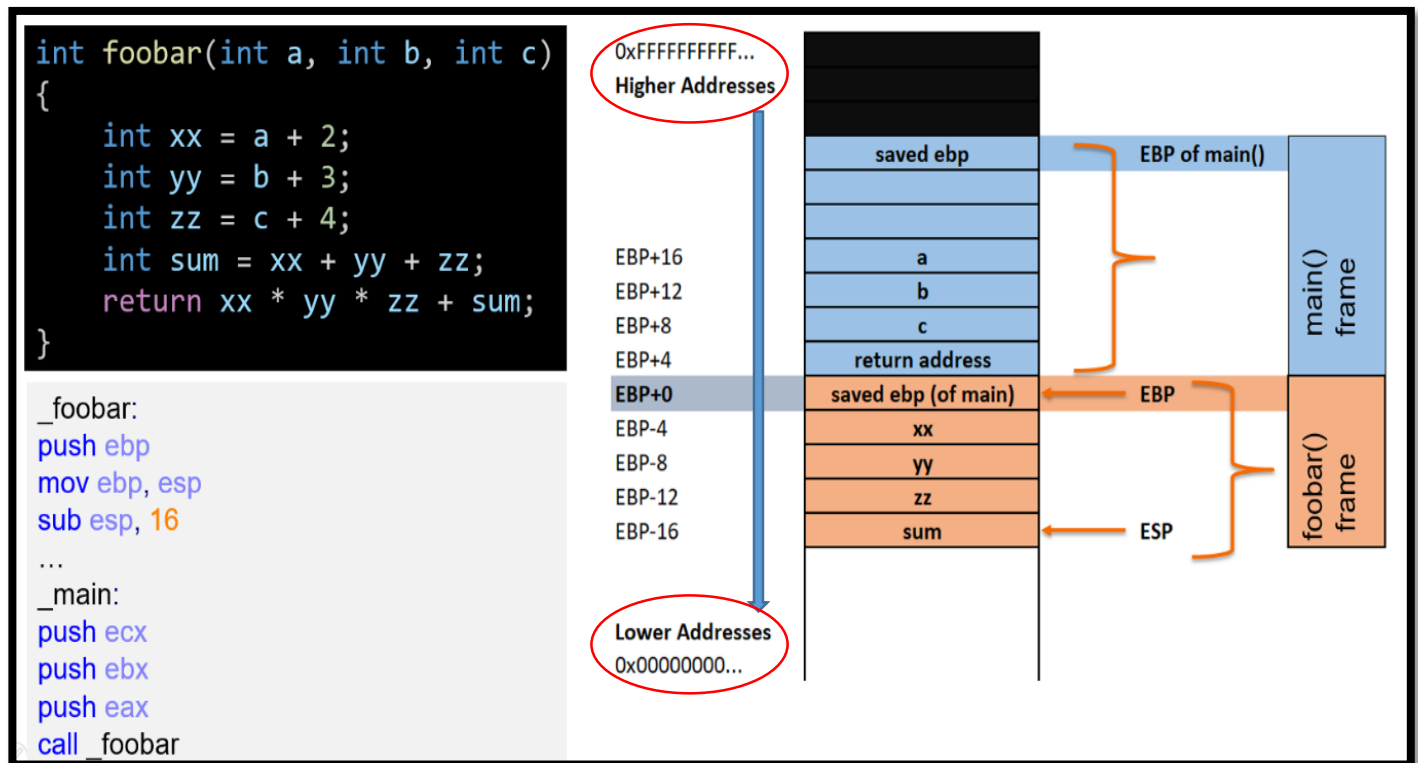 int foobar(int a, int b, int c)
{
int xx = a + 2;
int yy = b + 3;
int zz = c + 4;
int sum = xx + yy + zz;
return xx * yy * zz + sum;
}
_foobar:
push ebp
mov ebp, esp
sub esp, 16
…
_main:
push ecx
push ebx
push eax
call _foobar
0xFFFFFFFFFF...
Higher Addresses
saved ebp
EBP of main()
EBP+16
a
EBP+12
b
EBP+8
c
EBP+4
return address
main()
frame
EBP+0
saved ebp (of main)
EBP
EBP-4
xx
EBP-8
yy
EBP-12
zz
EBP-16
sum
ESP
foobar()
frame
Lower Addresses
0x00000000...